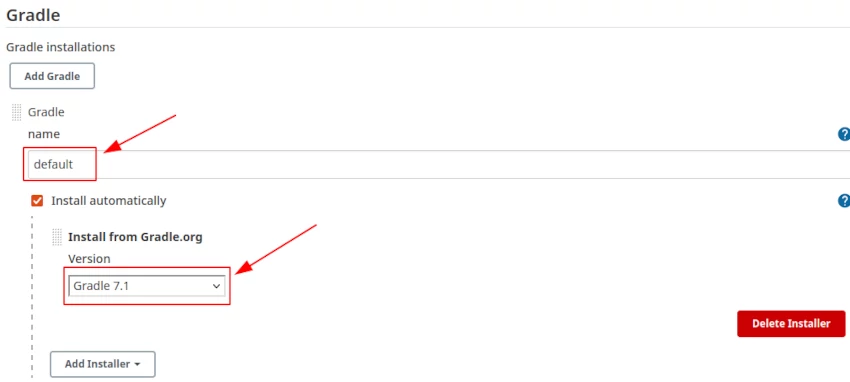 Gradle
Gradle installations
Add Gradle
Gradle
name
default
Install automatically
Install from Gradle.org
Version
Gradle 7.1
Delete Installer
Add Installer